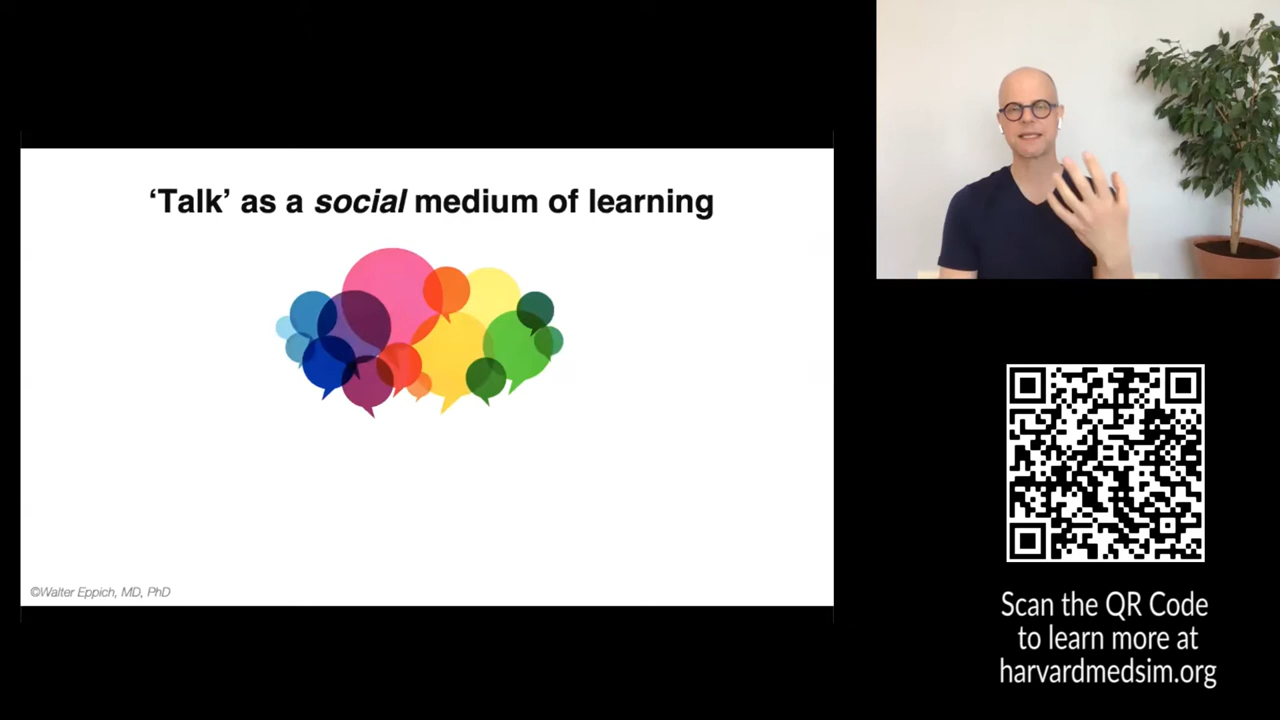 ‘Talk’ as a social medium of learning
©Walter Eppich, MD, PhD
Scan the QR Code
to learn more at
harvardmedsim.org